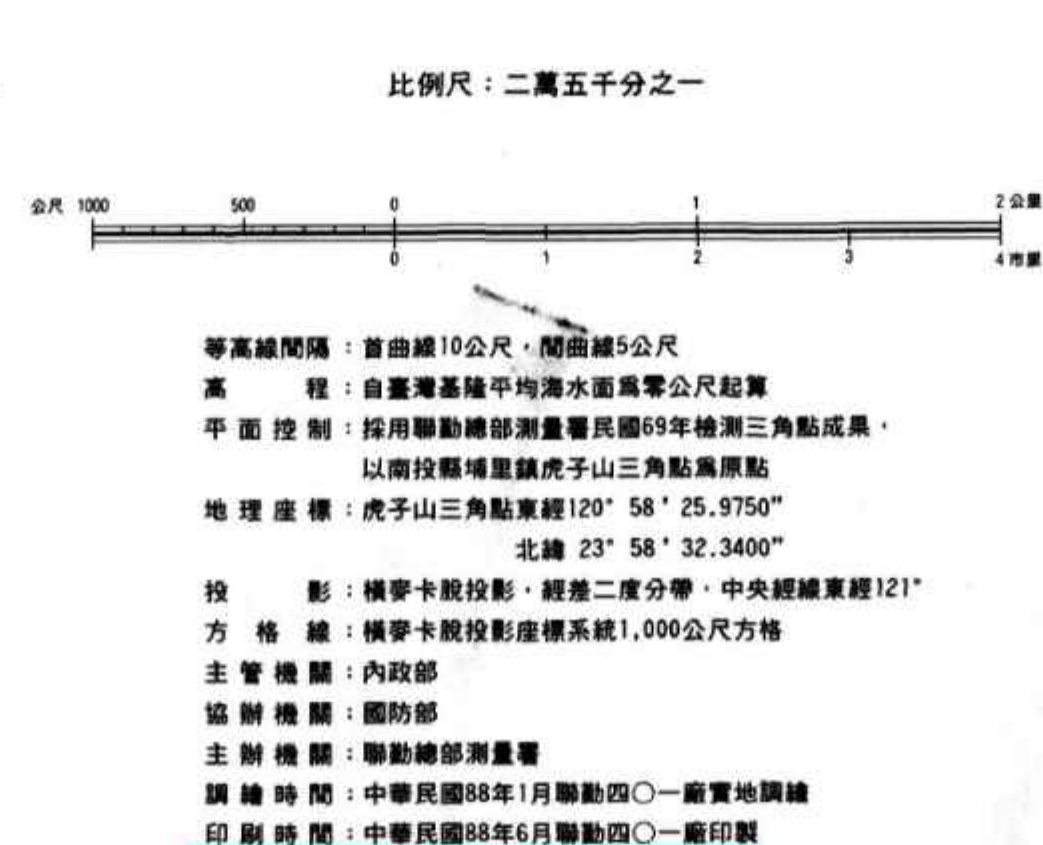 比例尺：二萬五千分之一
公尺 1000 500 0 1 2 公里
0 1 2 3 4 市里
等高線間隔：首曲線10公尺，間曲線5公尺
高程：自臺灣基隆平均海水面為零公尺起算
平面控制：採用聯勤總部測量署民國69年檢測三角點成果，
以南投縣埔里鎮虎子山三角點為原點
地理座標：虎子山三角點東經120° 58' 25.9750"
北緯 23° 58' 32.3400"
投影：橫麥卡脫投影，經差二度分帶，中央經線東經121°
方格線：橫麥卡脫投影座標系統1,000公尺方格
主管機關：內政部
協辦機關：國防部
主辦機關：聯勤總部測量署
調繪時間：中華民國88年1月聯勤四〇一廠實地調繪
印刷時間：中華民國88年6月聯勤四〇一廠印製